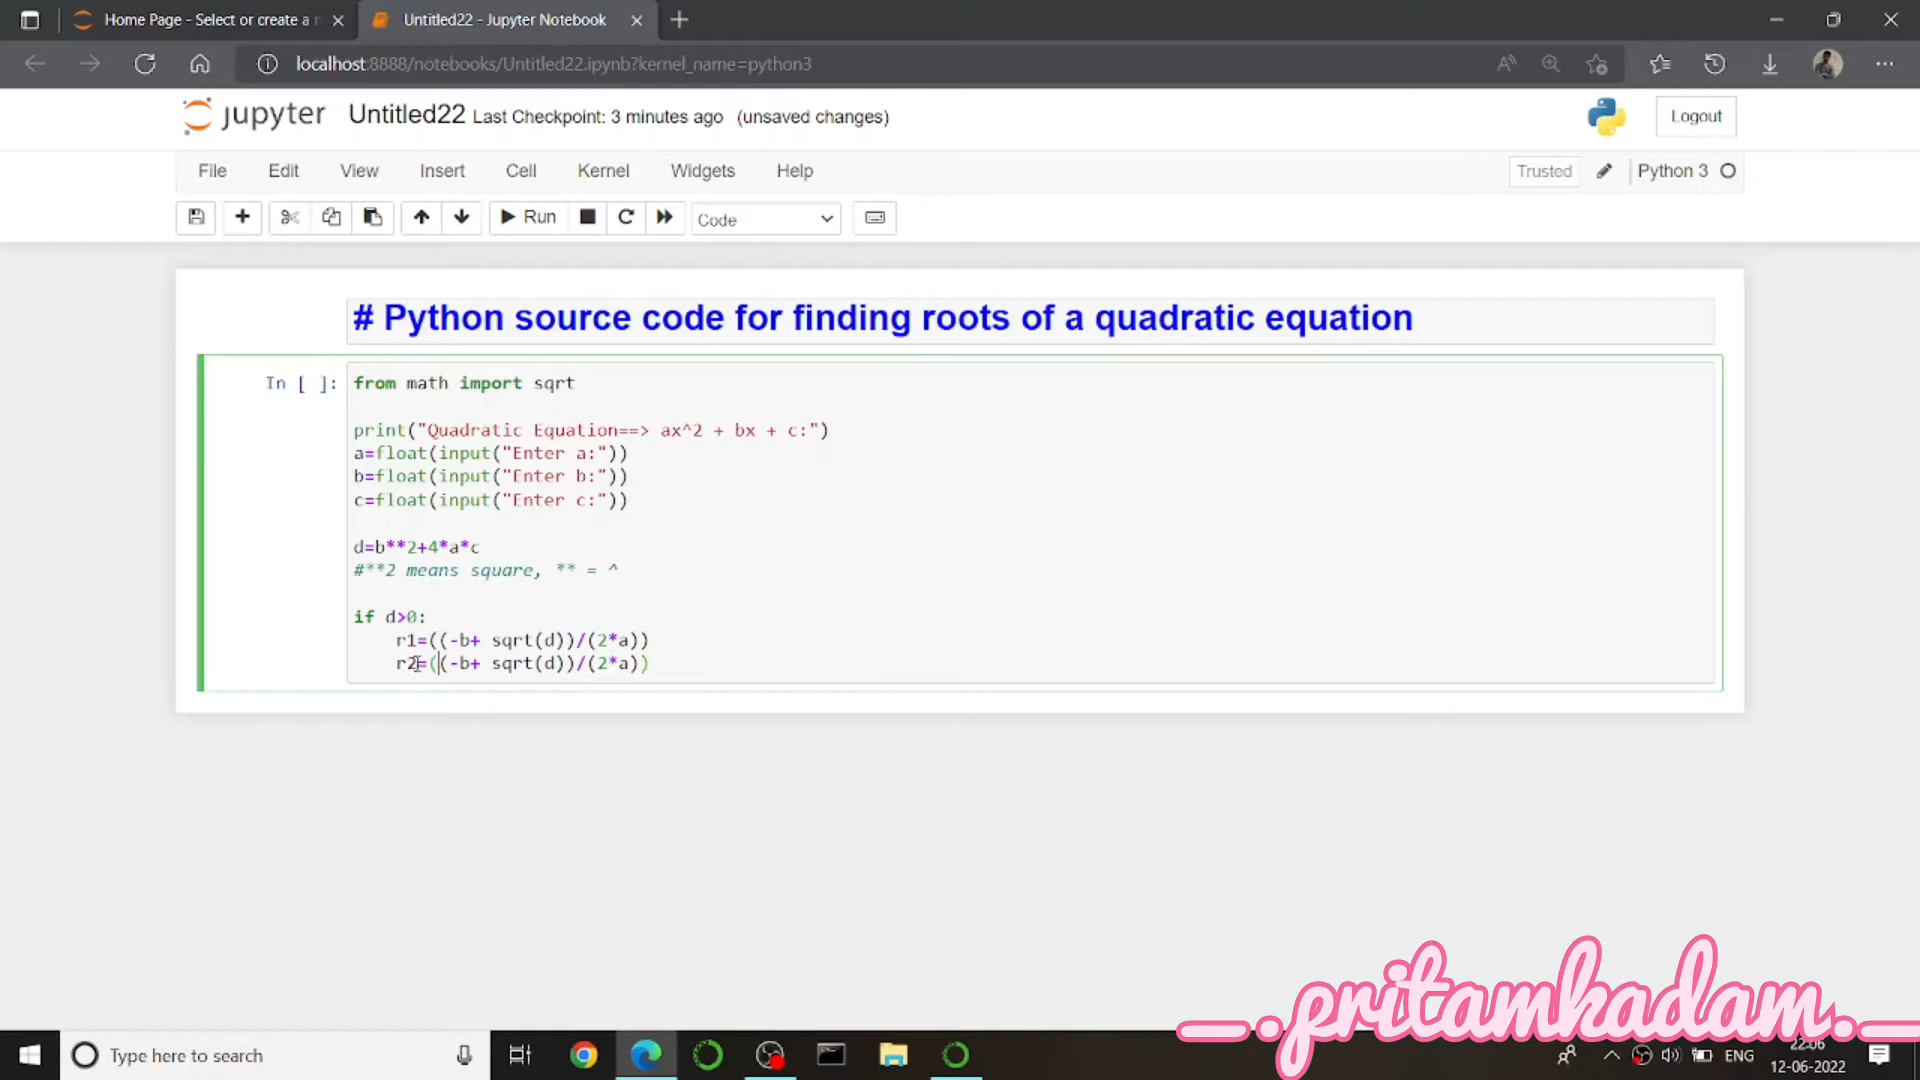 Home Page - Select or create a n
Untitled22 - Jupyter Notebook
localhost:8888/notebooks/Untitled22.ipynb?kernel_name=python3
jupyter Untitled22 Last Checkpoint: 3 minutes ago (unsaved changes)
Logout
File Edit View Insert Cell Kernel Widgets Help
Trusted Python 3
Run Code
# Python source code for finding roots of a quadratic equation
In [ ]: from math import sqrt
print("Quadratic Equation==> ax^2 + bx + c:")
a=float(input("Enter a:"))
b=float(input("Enter b:"))
c=float(input("Enter c:"))
d=b**2+4*a*c
#**2 means square, ** = ^
if d>0:
r1=((-b+ sqrt(d))/(2*a))
r2=((-b+ sqrt(d))/(2*a))
_.pritamkadam._
Type here to search
ENG
22:06
12-06-2022